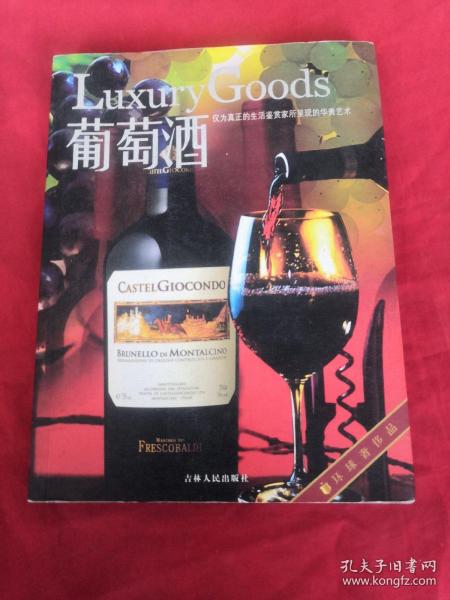 Luxury Goods
葡萄酒
仅为真正的生活鉴赏家所呈现的华贵艺术
CASTELGIOCONDO
BRUNELLO DI MONTALCINO
FRESCOBALDI
吉林人民出版社
环球奢侈品
孔夫子旧书网
www.kongfz.com